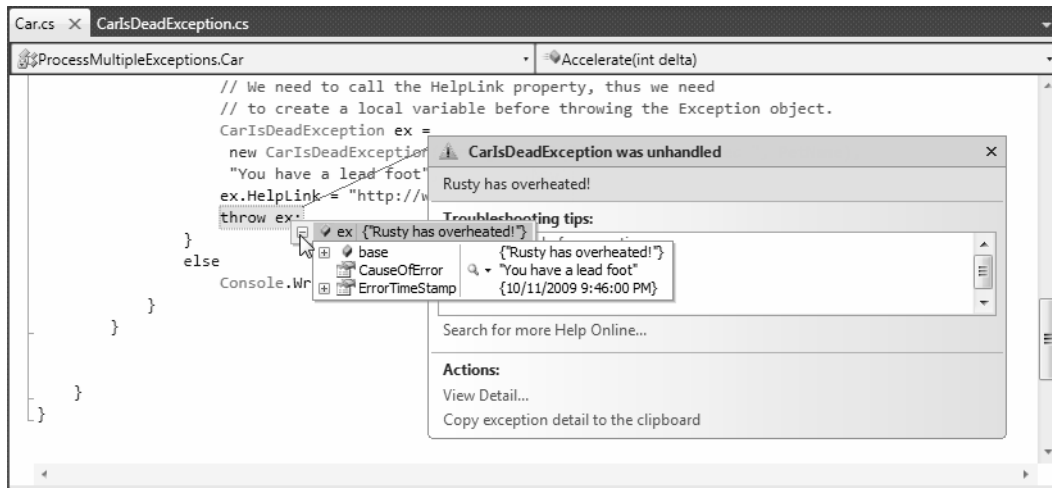 Car.cs × CarIsDeadException.cs
ProcessMultipleExceptions.Car Accelerate(int delta)
// We need to call the HelpLink property, thus we need
// to create a local variable before throwing the Exception object.
CarIsDeadException ex =
new CarIsDeadException
"You have a lead foot"
ex.HelpLink = "http://w
throw ex;
}
else
Console.Wr
}
}
}
}
CarIsDeadException was unhandled ×
Rusty has overheated!
Troubleshooting tips:
ex {"Rusty has overheated!"}
base {"Rusty has overheated!"}
CauseOfError "You have a lead foot"
ErrorTimeStamp {10/11/2009 9:46:00 PM}
Search for more Help Online...
Actions:
View Detail...
Copy exception detail to the clipboard